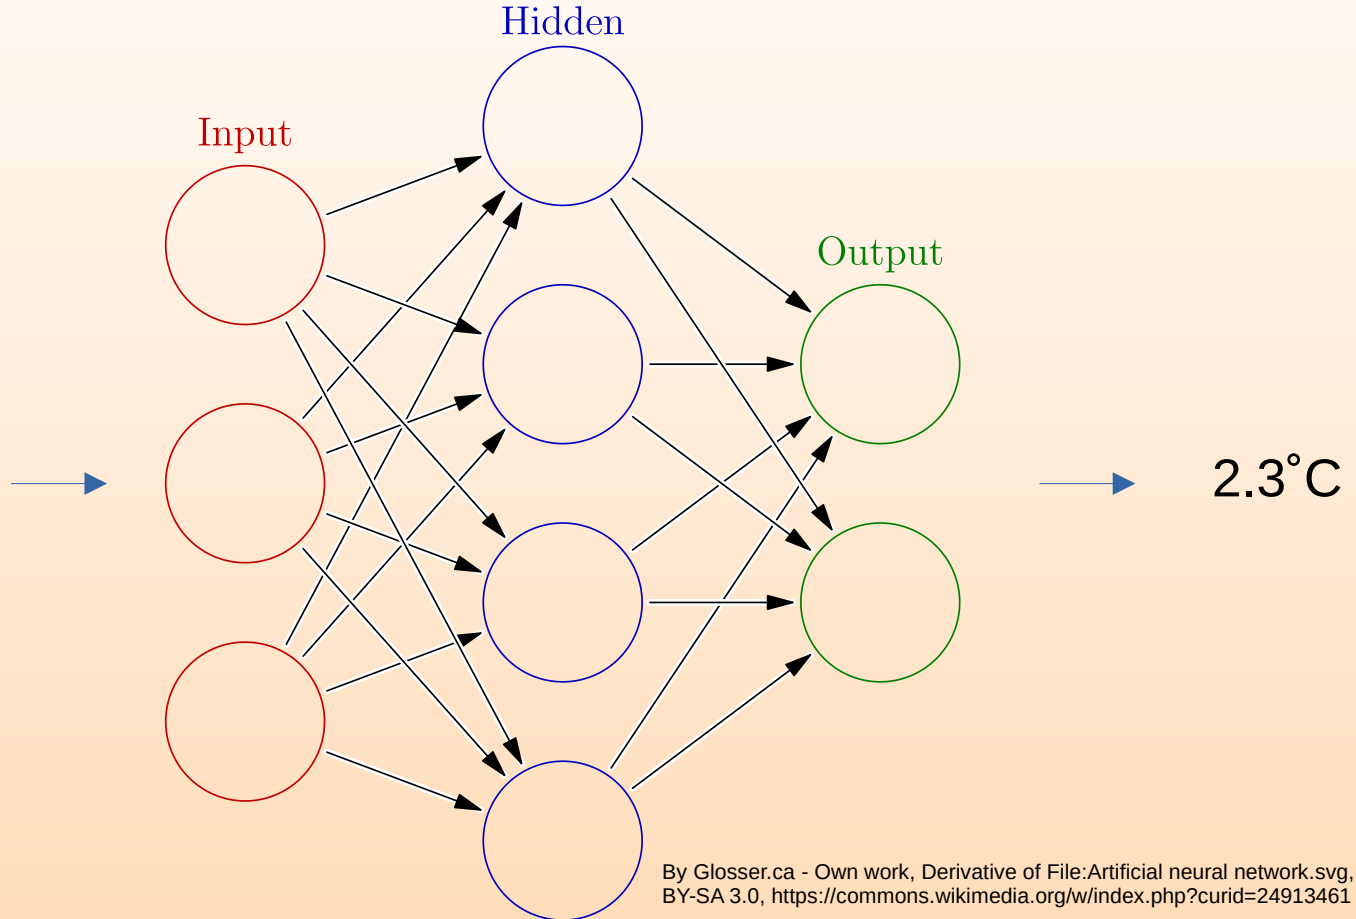 Hidden
Input
Output
2.3°C
By Glosser.ca - Own work, Derivative of File:Artificial neural network.svg,
BY-SA 3.0, https://commons.wikimedia.org/w/index.php?curid=24913461